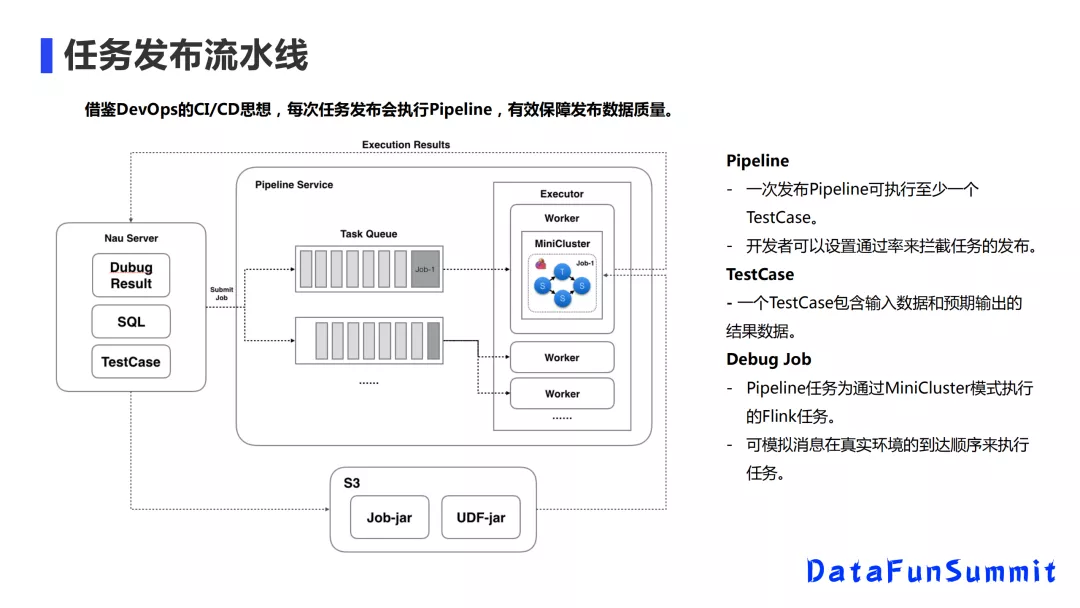 任务发布流水线
借鉴DevOps的CI/CD思想，每次任务发布会执行Pipeline，有效保障发布数据质量。
Execution Results
Pipeline Service
Nau Server
Dubug
Result
SQL
TestCase
Submit
Job
Task Queue
Job-1
......
Executor
Worker
MiniCluster
Job-1
T
S
S
S
Worker
Worker
......
S3
Job-jar
UDF-jar
Pipeline
- 一次发布Pipeline可执行至少一个
TestCase。
- 开发者可以设置通过率来拦截任务的发布。
TestCase
- 一个TestCase包含输入数据和预期输出的
结果数据。
Debug Job
- Pipeline任务为通过MiniCluster模式执行
的Flink任务。
- 可模拟消息在真实环境的到达顺序来执行
任务。
DataFunSummit